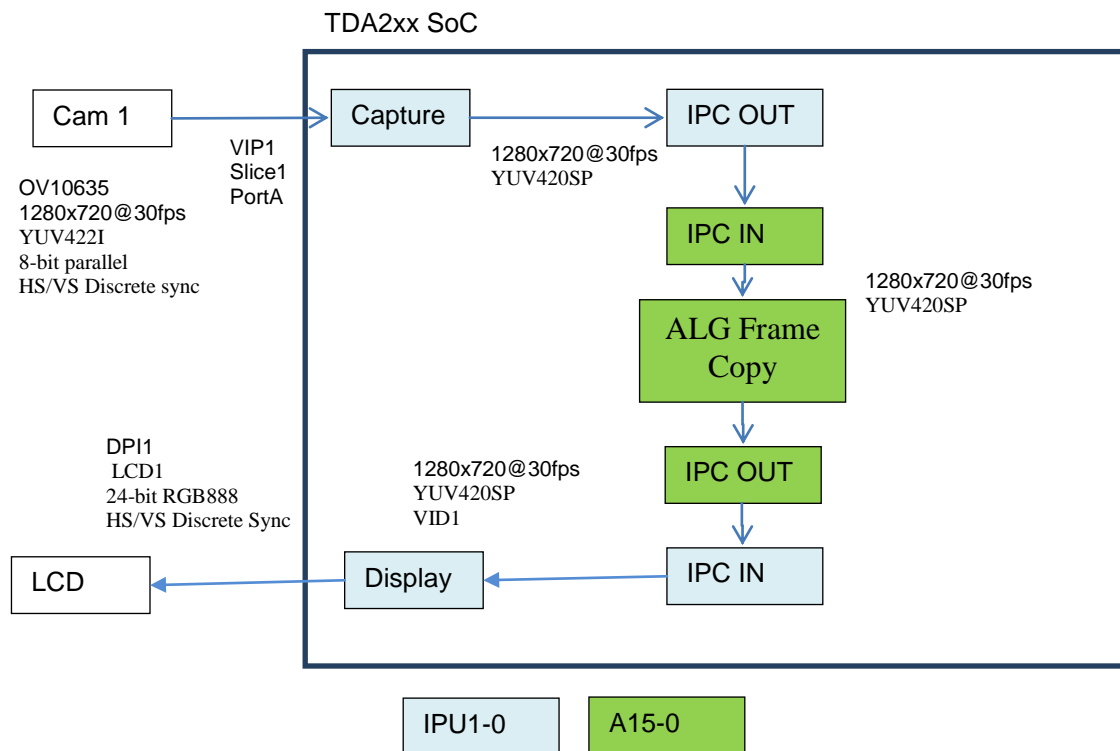 TDA2xx SoC
Cam 1
Capture
IPC OUT
VIP1
Slice1
PortA
1280x720@30fps
YUV420SP
OV10635
1280x720@30fps
YUV422I
8-bit parallel
HS/VS Discrete sync
IPC IN
1280x720@30fps
YUV420SP
ALG Frame
Copy
DPI1
LCD1
24-bit RGB888
HS/VS Discrete Sync
1280x720@30fps
YUV420SP
VID1
IPC OUT
LCD
Display
IPC IN
IPU1-0
A15-0